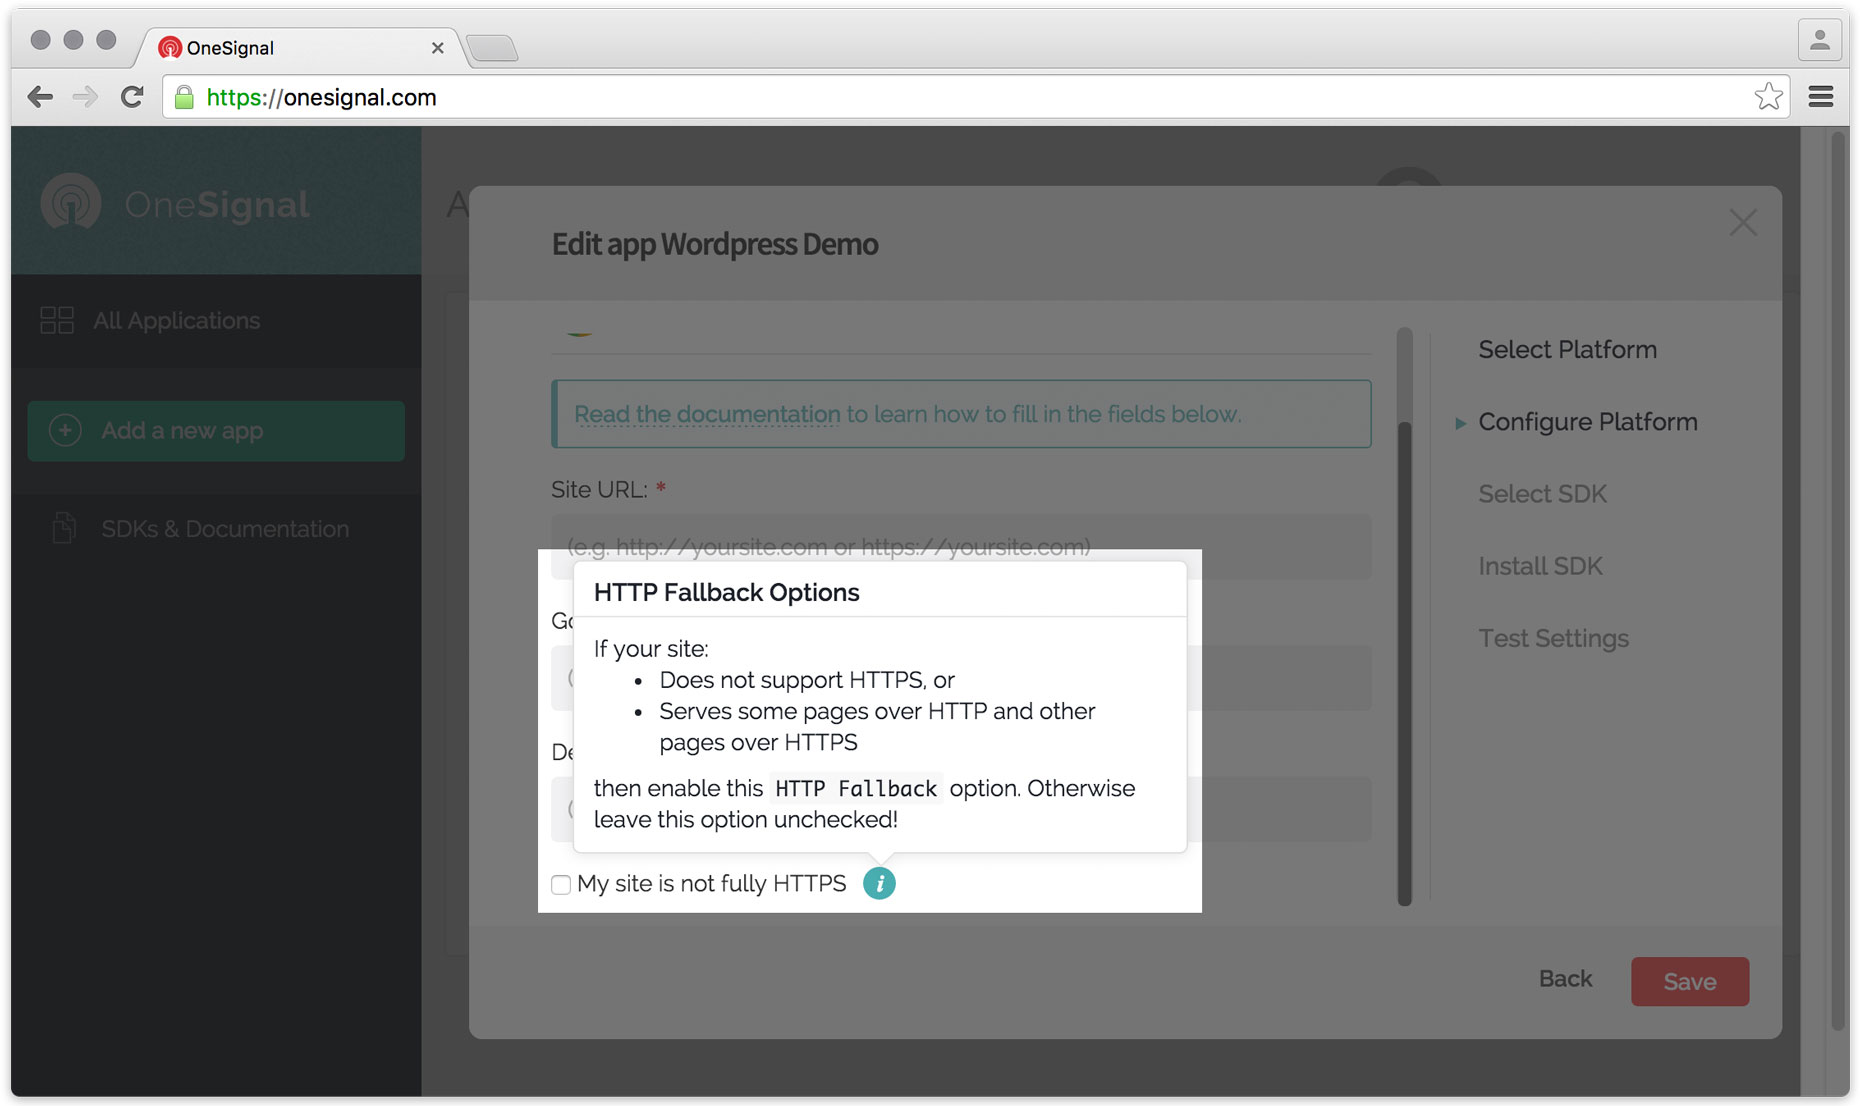 OneSignal
https://onesignal.com
OneSignal
All Applications
Add a new app
SDKs & Documentation
A
Edit app Wordpress Demo
Read the documentation to learn how to fill in the fields below.
Site URL: *
(e.g. http://yoursite.com or https://yoursite.com)
HTTP Fallback Options
If your site:
• Does not support HTTPS, or
• Serves some pages over HTTP and other
pages over HTTPS
then enable this HTTP Fallback option. Otherwise
leave this option unchecked!
Go
(
De
(
My site is not fully HTTPS
i
Select Platform
Configure Platform
Select SDK
Install SDK
Test Settings
Back
Save